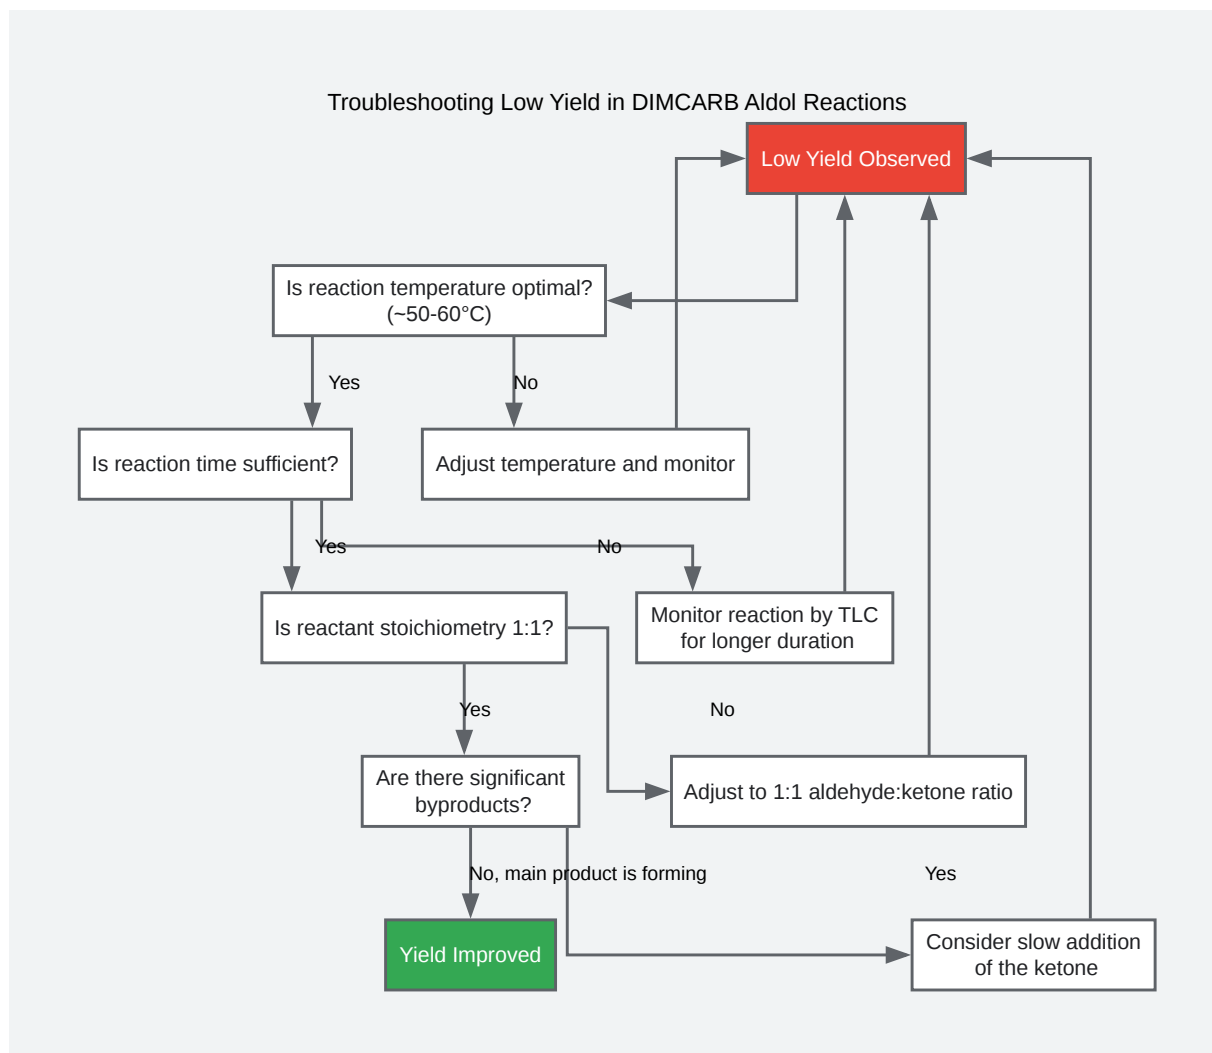 Troubleshooting Low Yield in DIMCARB Aldol Reactions
Low Yield Observed
Is reaction temperature optimal?
(~50-60°C)
Yes
No
Is reaction time sufficient?
Adjust temperature and monitor
Yes
No
Is reactant stoichiometry 1:1?
Monitor reaction by TLC
for longer duration
Yes
No
Are there significant
byproducts?
Adjust to 1:1 aldehyde:ketone ratio
No, main product is forming
Yes
Yield Improved
Consider slow addition
of the ketone